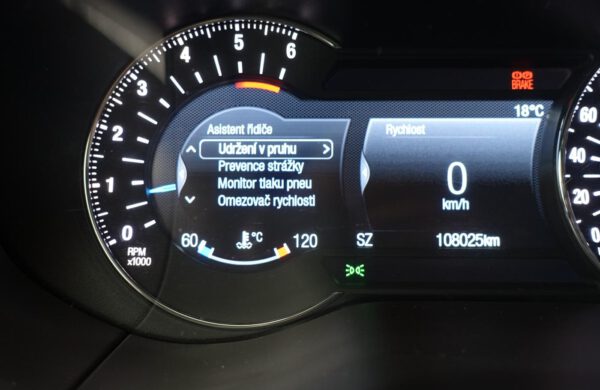 6
5
4
3
2
1
0
RPM
x1000
BRAKE
18°C
Asistent řidiče
Udržení v pruhu >
Prevence srážky
Monitor tlaku pneu
Omezovač rychlosti
Rychlost
0
km/h
60 °C 120
SZ 108025km
60
40
20
0